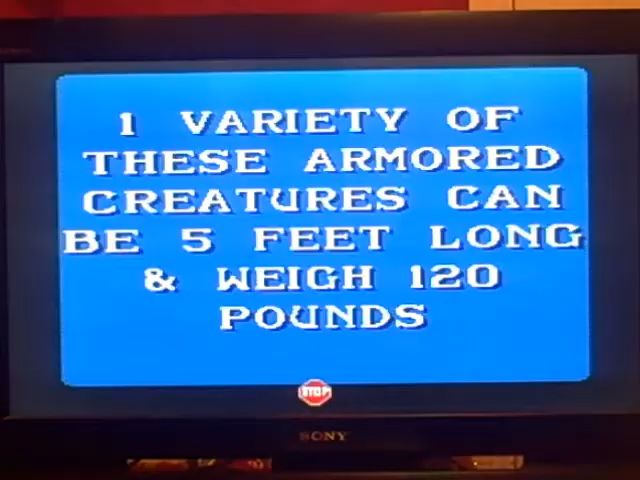 1 VARIETY OF
THESE ARMORED
CREATURES CAN
BE 5 FEET LONG
& WEIGH 120
POUNDS
STOP!
SONY